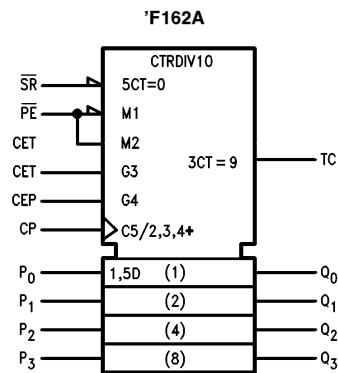 'F162A
CTRDIV10
SR 5CT=0
PE M1
CET M2
CET G3 3CT = 9 TC
CEP G4
CP C5/2,3,4+
P0 1,5D (1) Q0
P1 (2) Q1
P2 (4) Q2
P3 (8) Q3